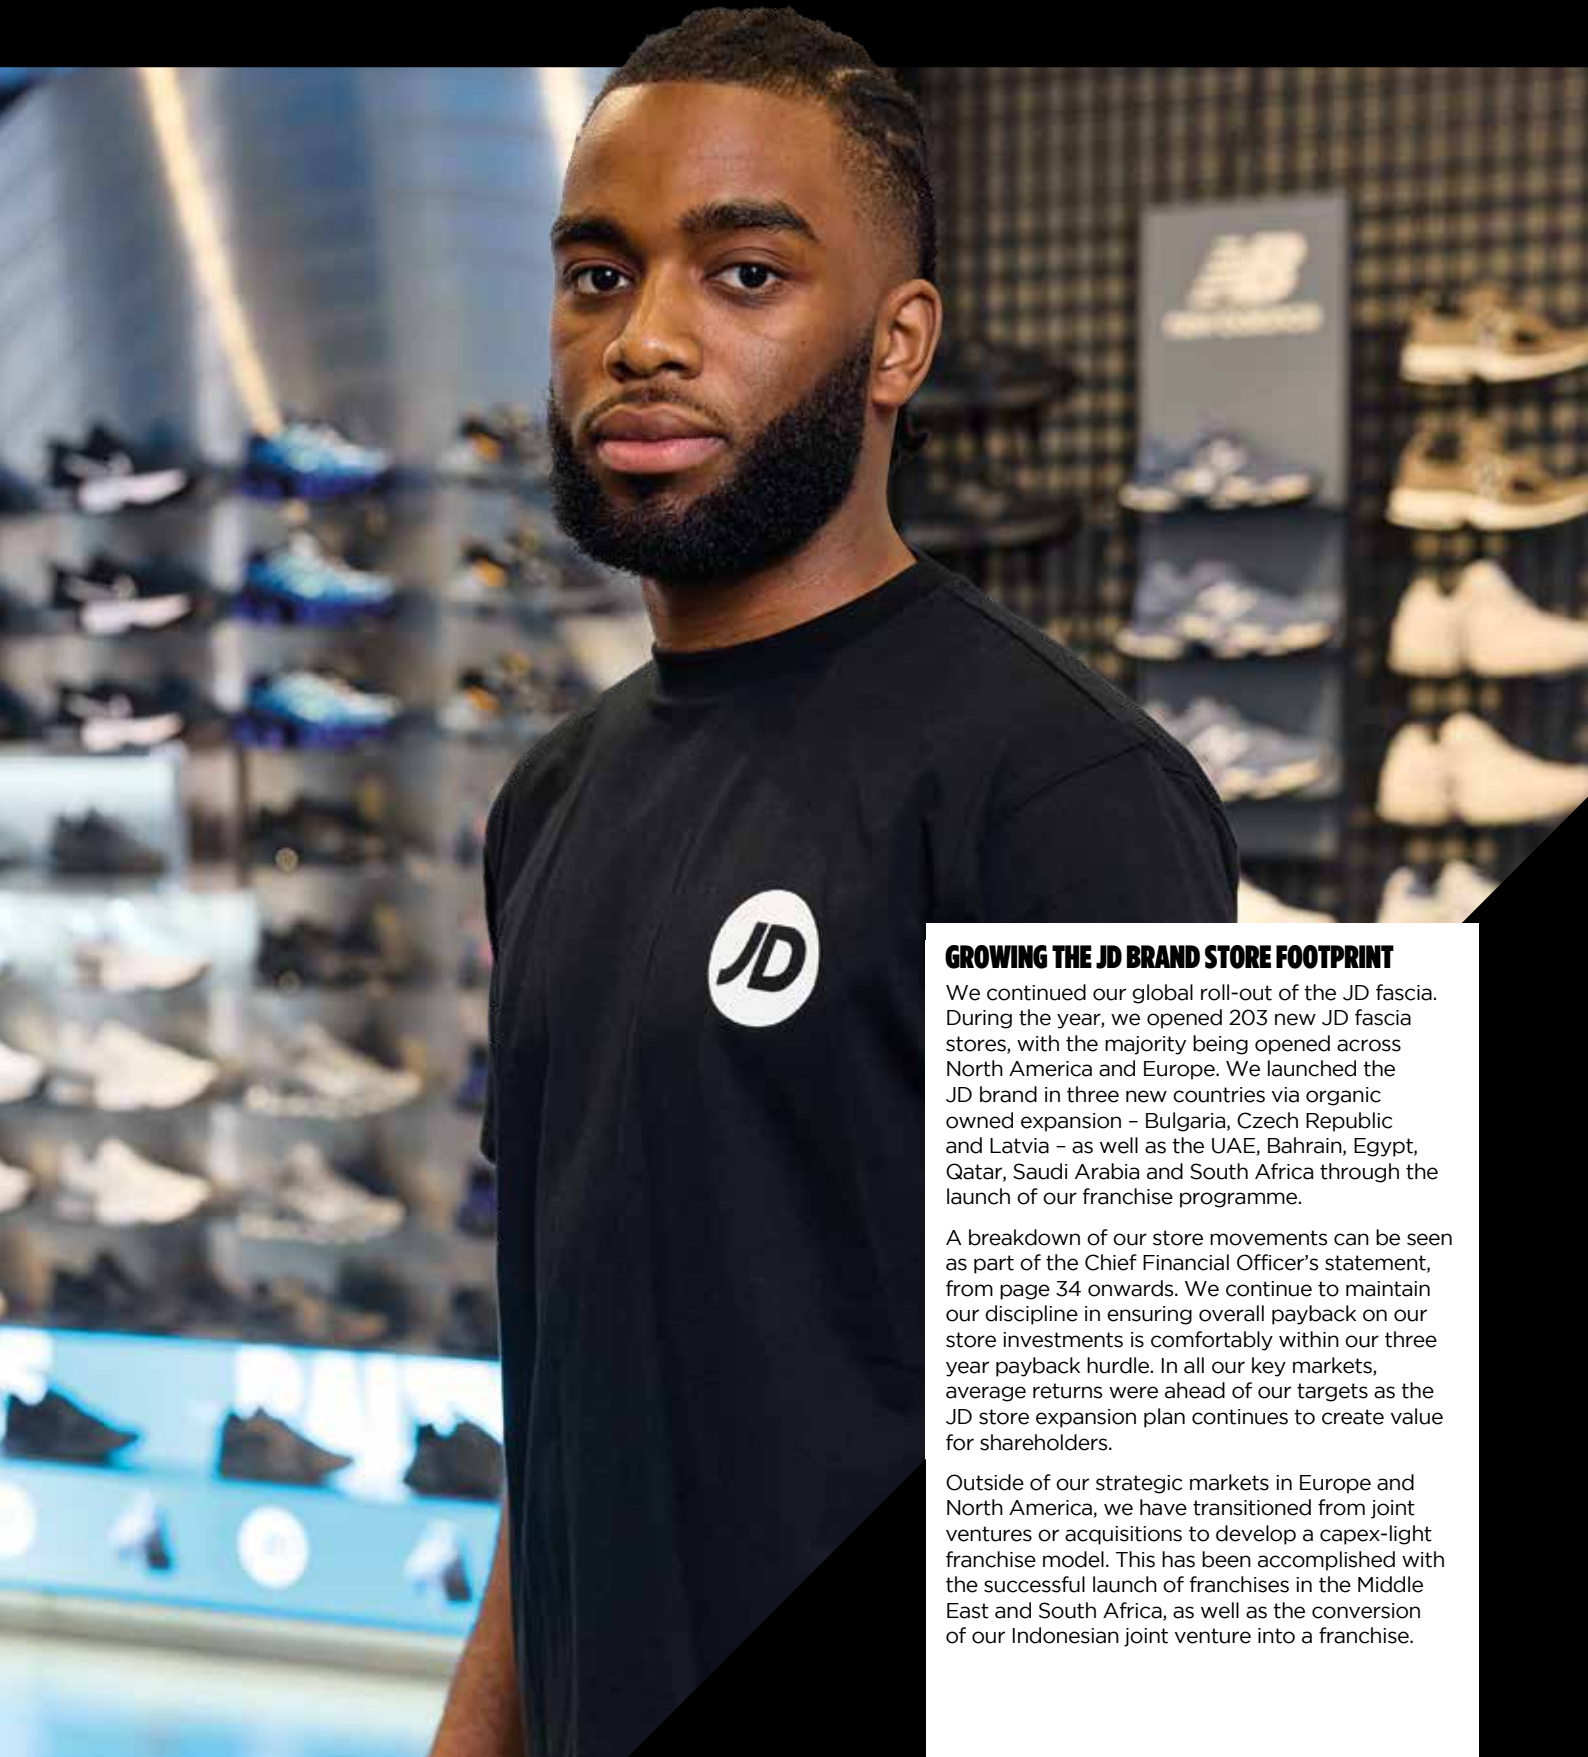 NB
JD
GROWING THE JD BRAND STORE FOOTPRINT
We continued our global roll-out of the JD fascia.
During the year, we opened 203 new JD fascia
stores, with the majority being opened across
North America and Europe. We launched the
JD brand in three new countries via organic
owned expansion – Bulgaria, Czech Republic
and Latvia – as well as the UAE, Bahrain, Egypt,
Qatar, Saudi Arabia and South Africa through the
launch of our franchise programme.
A breakdown of our store movements can be seen
as part of the Chief Financial Officer’s statement,
from page 34 onwards. We continue to maintain
our discipline in ensuring overall payback on our
store investments is comfortably within our three
year payback hurdle. In all our key markets,
average returns were ahead of our targets as the
JD store expansion plan continues to create value
for shareholders.
Outside of our strategic markets in Europe and
North America, we have transitioned from joint
ventures or acquisitions to develop a capex-light
franchise model. This has been accomplished with
the successful launch of franchises in the Middle
East and South Africa, as well as the conversion
of our Indonesian joint venture into a franchise.